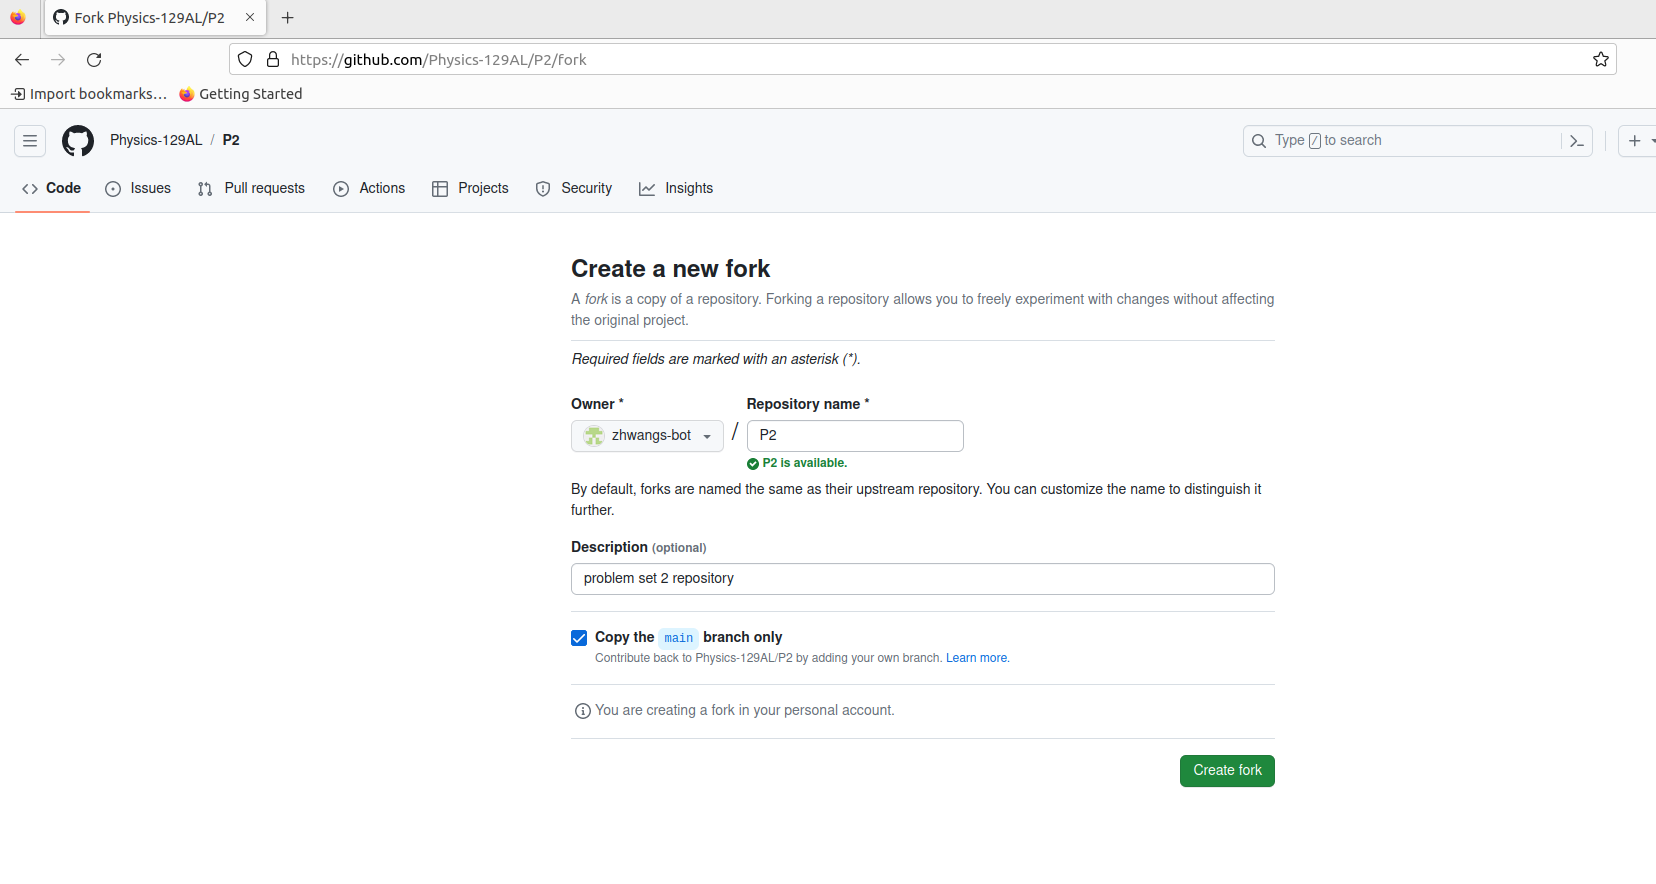 Fork Physics-129AL/P2
https://github.com/Physics-129AL/P2/fork
Import bookmarks… Getting Started
Physics-129AL / P2
Type / to search
Code Issues Pull requests Actions Projects Security Insights
Create a new fork
A fork is a copy of a repository. Forking a repository allows you to freely experiment with changes without affecting
the original project.
Required fields are marked with an asterisk (*).
Owner * Repository name *
zhwangs-bot / P2
P2 is available.
By default, forks are named the same as their upstream repository. You can customize the name to distinguish it
further.
Description (optional)
problem set 2 repository
Copy the main branch only
Contribute back to Physics-129AL/P2 by adding your own branch. Learn more.
You are creating a fork in your personal account.
Create fork